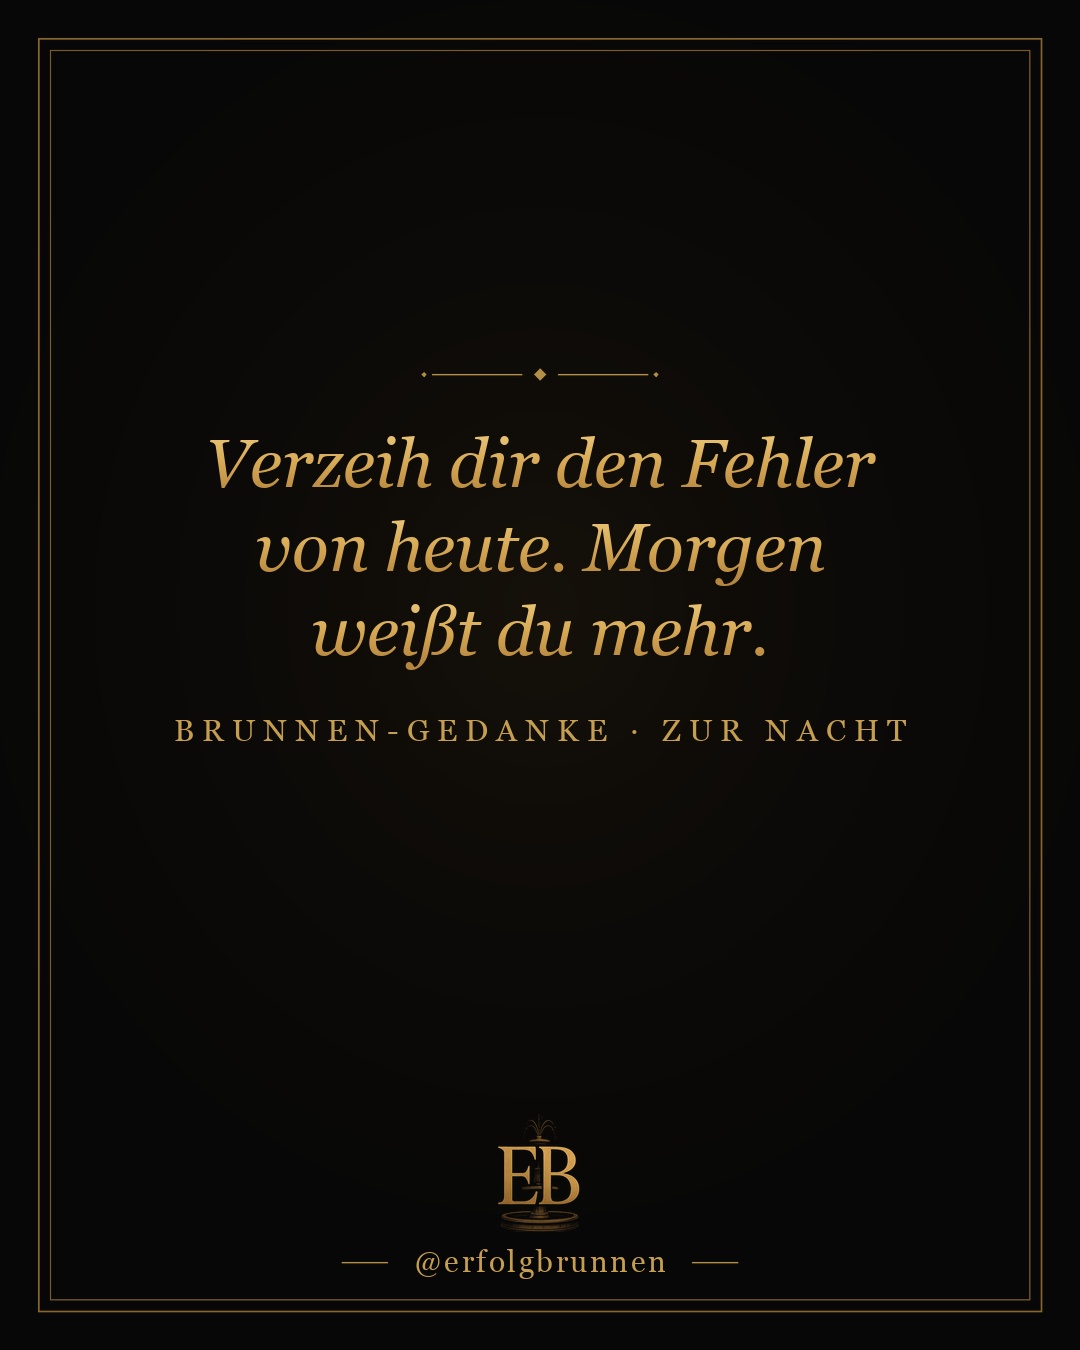 Verzeih dir den Fehler
von heute. Morgen
weißt du mehr.
BRUNNEN-GEDANKE · ZUR NACHT
EB
@erfolgbrunnen